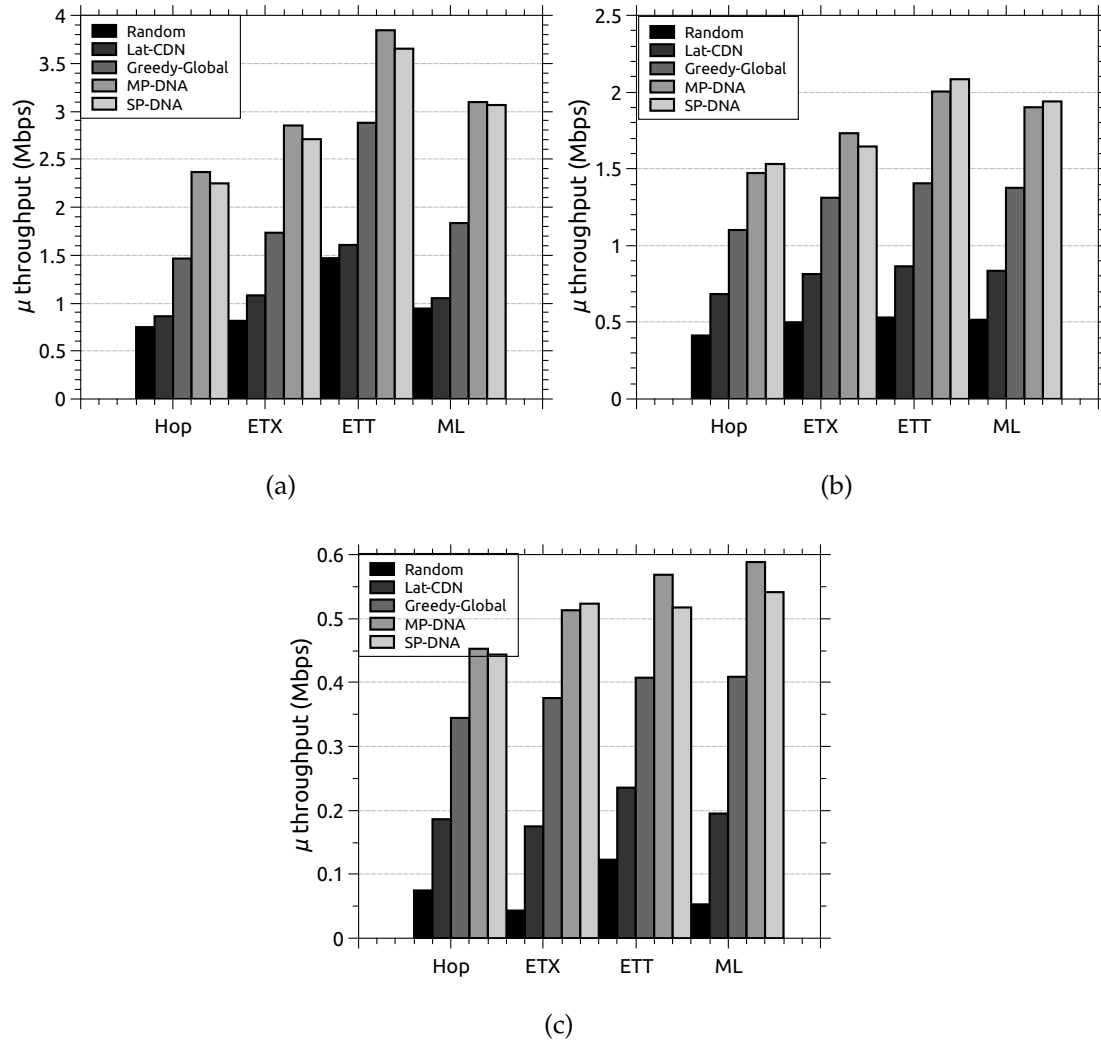 μ throughput (Mbps)
4
3.5
3
2.5
2
1.5
1
0.5
0
Random
Lat-CDN
Greedy-Global
MP-DNA
SP-DNA
Hop ETX ETT ML
(a)
μ throughput (Mbps)
2.5
2
1.5
1
0.5
0
Random
Lat-CDN
Greedy-Global
MP-DNA
SP-DNA
Hop ETX ETT ML
(b)
μ throughput (Mbps)
0.6
0.5
0.4
0.3
0.2
0.1
0
Random
Lat-CDN
Greedy-Global
MP-DNA
SP-DNA
Hop ETX ETT ML
(c)